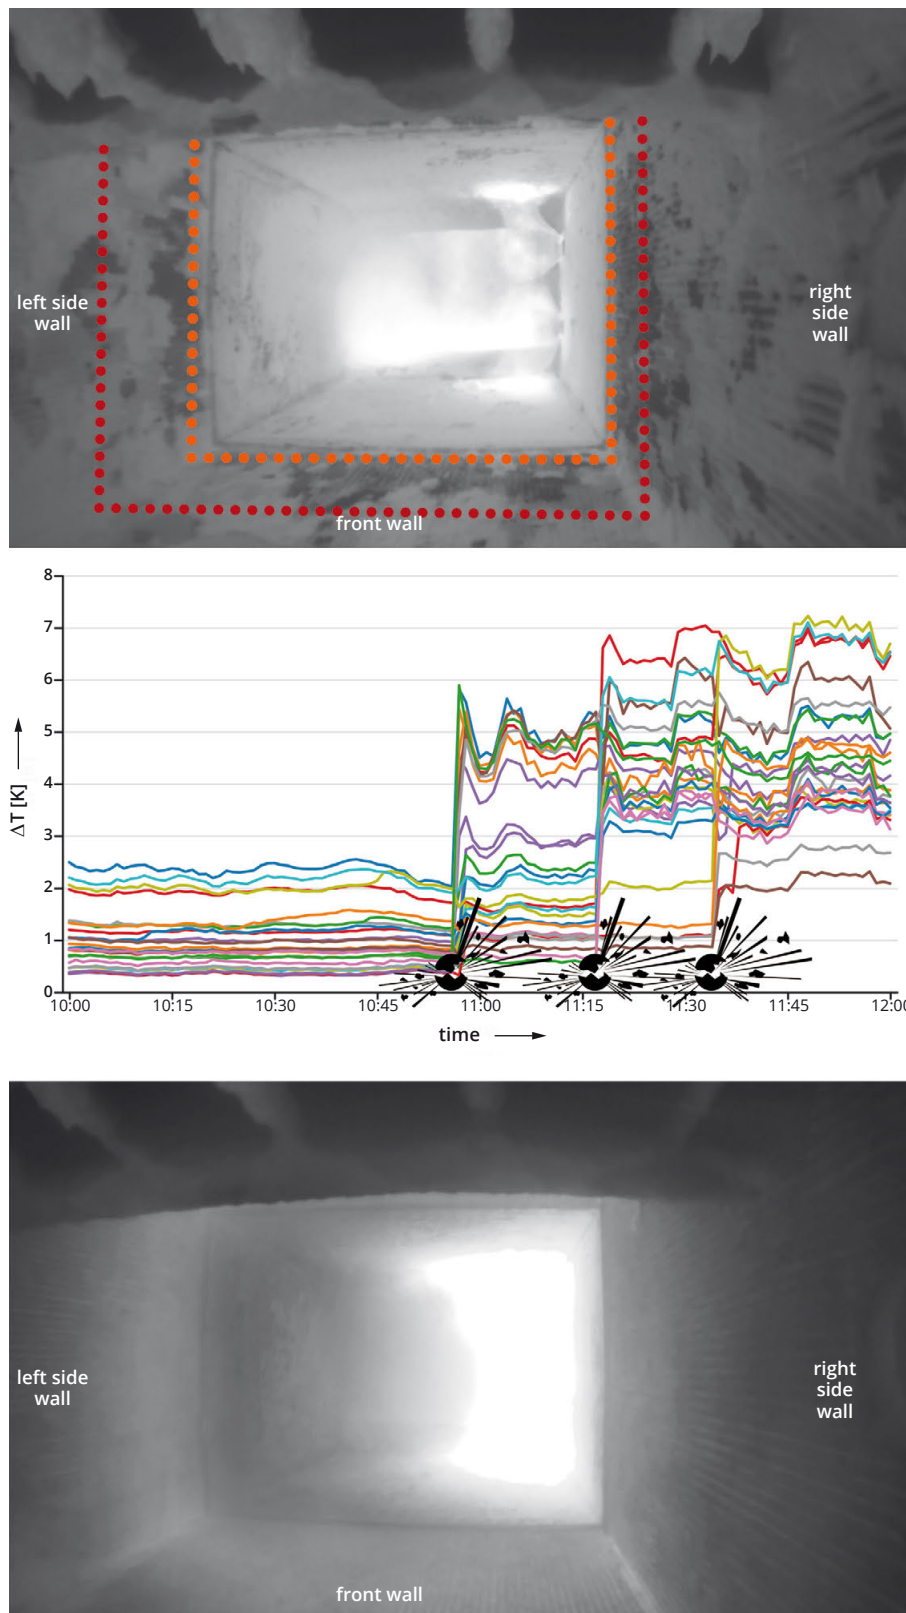 left side
wall
right
side
wall
front wall
8
7
6
5
4
3
2
1
0
ΔT [K]
10:00 10:15 10:30 10:45 11:00 11:15 11:30 11:45 12:00
time
left side
wall
right
side
wall
front wall